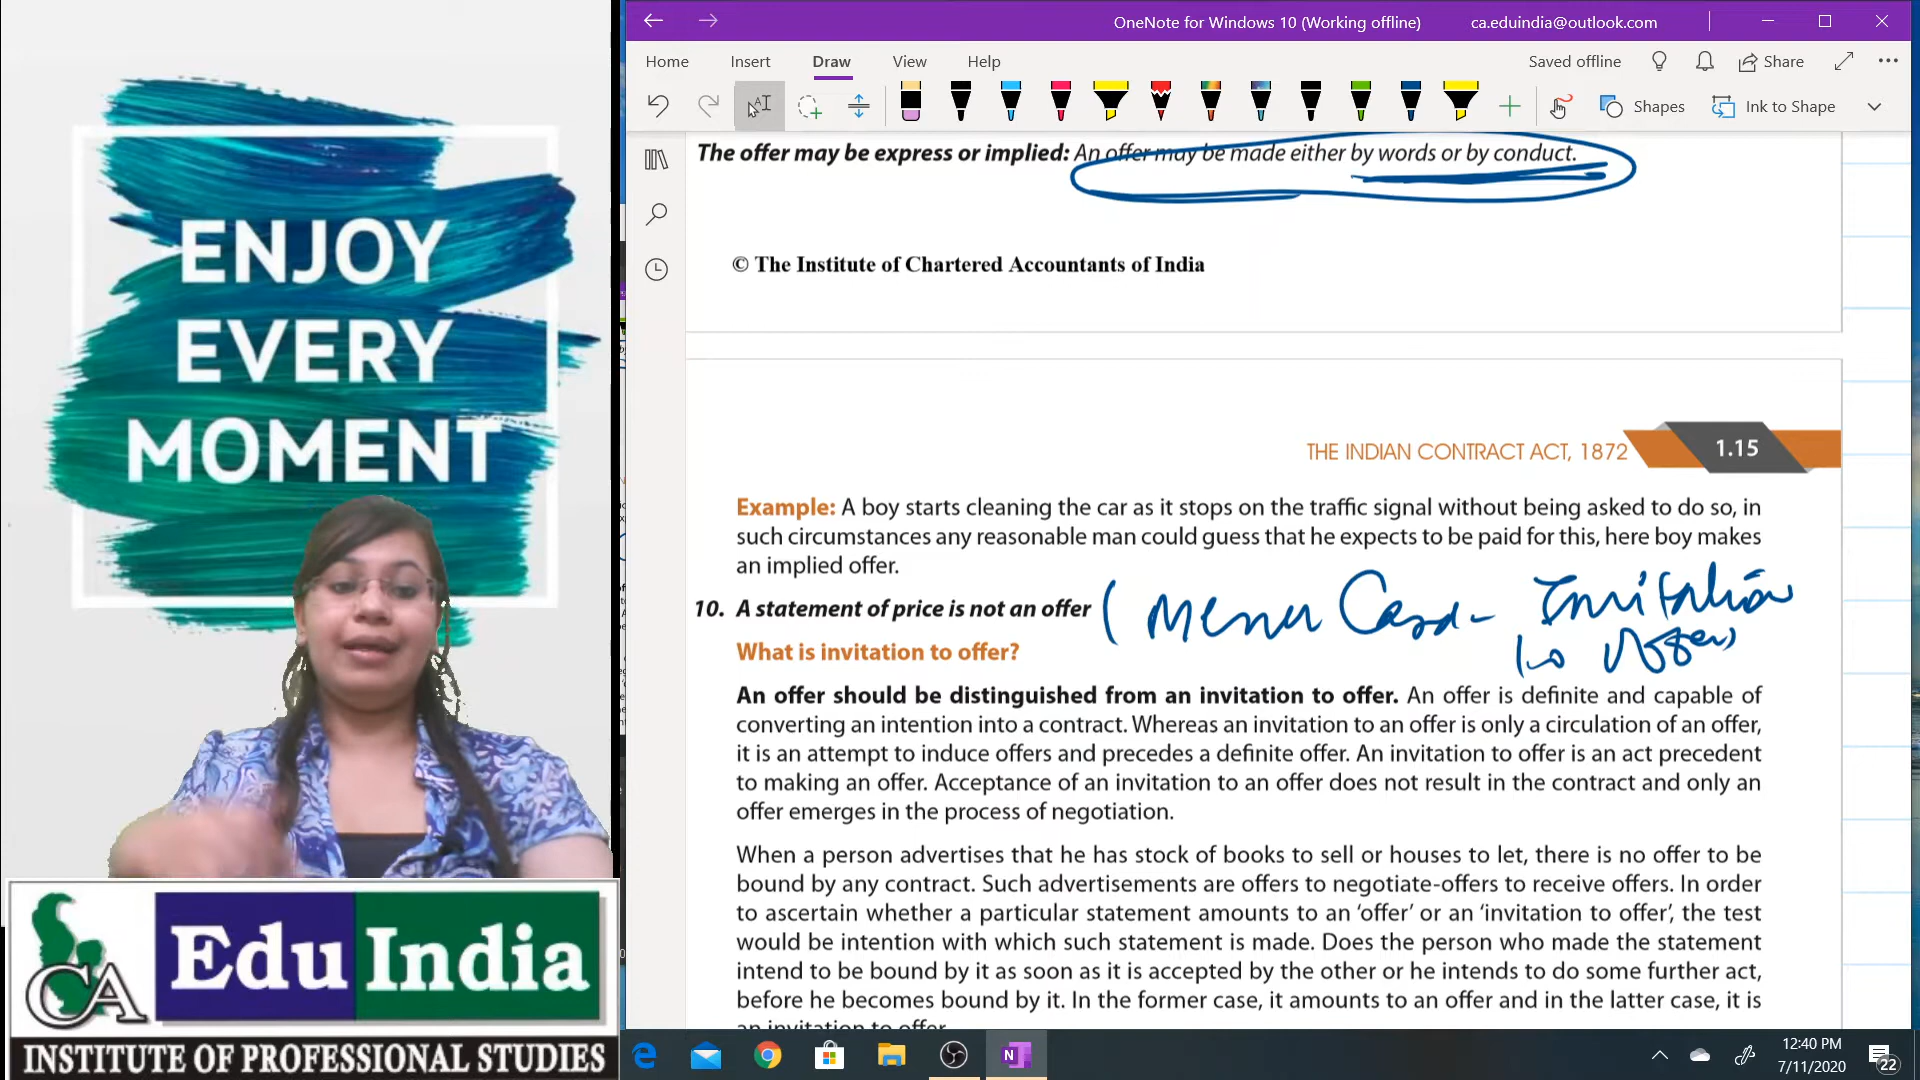 OneNote for Windows 10 (Working offline)
ca.eduindia@outlook.com
Home
Insert
Draw
View
Help
Saved offline
Share
Shapes
Ink to Shape
The offer may be express or implied: An offer may be made either by words or by conduct.
© The Institute of Chartered Accountants of India
THE INDIAN CONTRACT ACT, 1872
1.15
Example: A boy starts cleaning the car as it stops on the traffic signal without being asked to do so, in
such circumstances any reasonable man could guess that he expects to be paid for this, here boy makes
an implied offer.
10. A statement of price is not an offer (Menu Card - Invitation
to offer)
What is invitation to offer?
An offer should be distinguished from an invitation to offer. An offer is definite and capable of
converting an intention into a contract. Whereas an invitation to an offer is only a circulation of an offer,
it is an attempt to induce offers and precedes a definite offer. An invitation to offer is an act precedent
to making an offer. Acceptance of an invitation to an offer does not result in the contract and only an
offer emerges in the process of negotiation.
When a person advertises that he has stock of books to sell or houses to let, there is no offer to be
bound by any contract. Such advertisements are offers to negotiate-offers to receive offers. In order
to ascertain whether a particular statement amounts to an ‘offer’ or an ‘invitation to offer’, the test
would be intention with which such statement is made. Does the person who made the statement
intend to be bound by it as soon as it is accepted by the other or he intends to do some further act,
before he becomes bound by it. In the former case, it amounts to an offer and in the latter case, it is
an invitation to offer.
ENJOY
EVERY
MOMENT
CA
Edu India
INSTITUTE OF PROFESSIONAL STUDIES
12:40 PM
7/11/2020
22